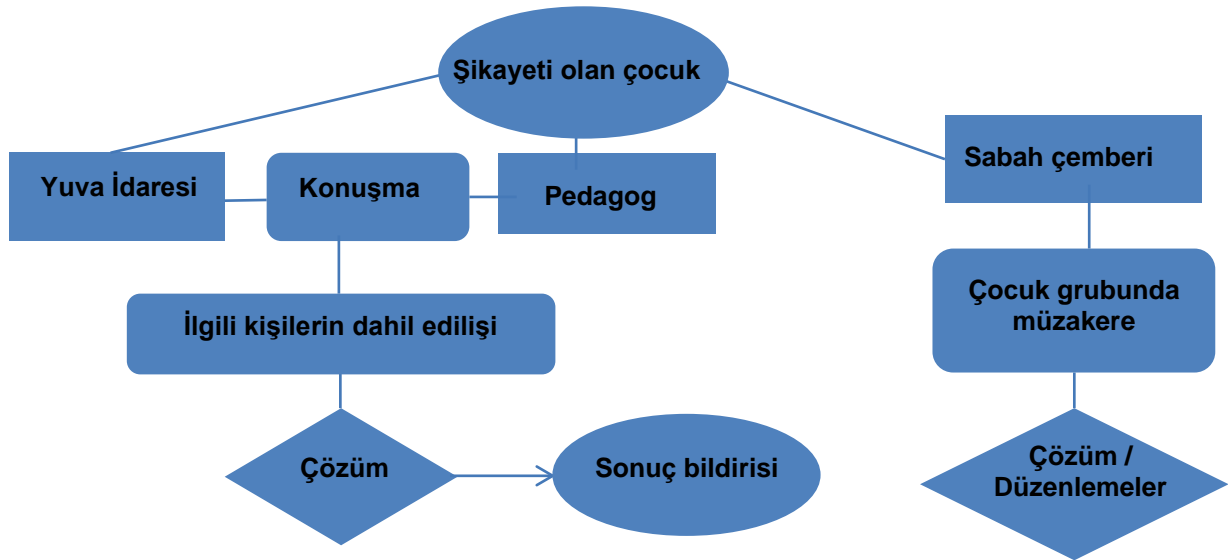 Şikayeti olan çocuk
Yuva İdaresi
Konuşma
Pedagog
Sabah çemberi
İlgili kişilerin dahil edilişi
Çocuk grubunda
müzakere
Çözüm
Sonuç bildirisi
Çözüm /
Düzenlemeler